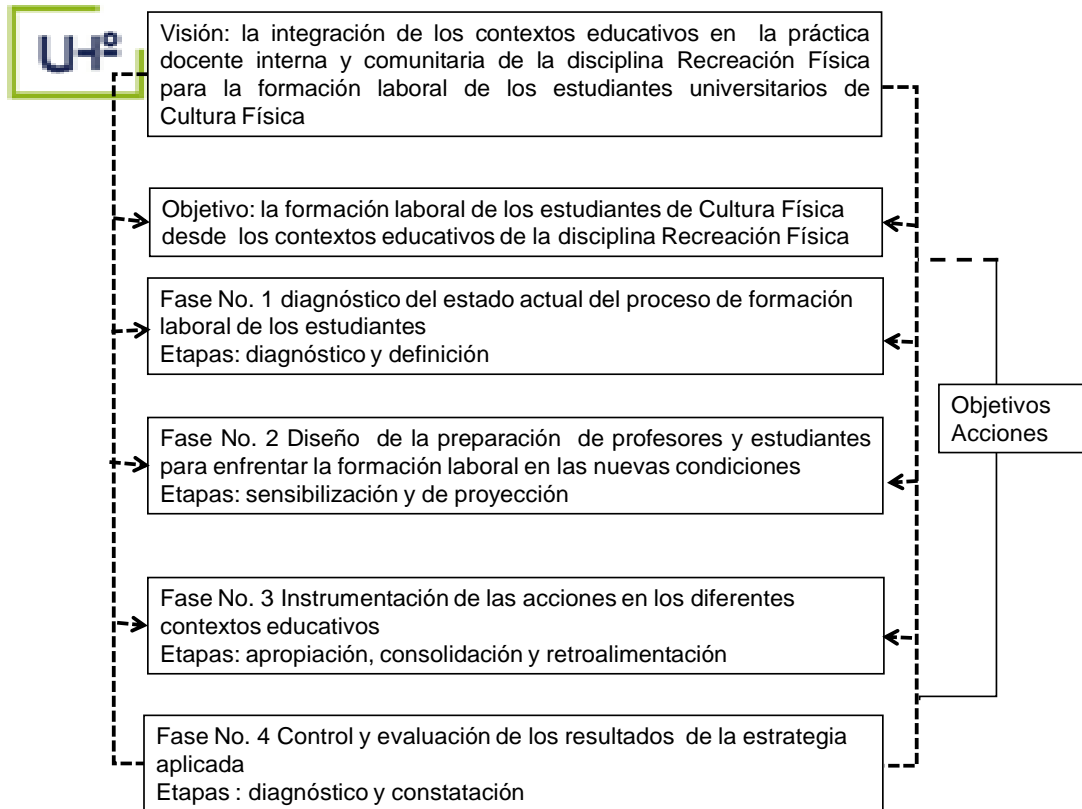 UHº
Visión: la integración de los contextos educativos en la práctica
docente interna y comunitaria de la disciplina Recreación Física
para la formación laboral de los estudiantes universitarios de
Cultura Física
Objetivo: la formación laboral de los estudiantes de Cultura Física
desde los contextos educativos de la disciplina Recreación Física
Fase No. 1 diagnóstico del estado actual del proceso de formación
laboral de los estudiantes
Etapas: diagnóstico y definición
Objetivos
Acciones
Fase No. 2 Diseño de la preparación de profesores y estudiantes
para enfrentar la formación laboral en las nuevas condiciones
Etapas: sensibilización y de proyección
Fase No. 3 Instrumentación de las acciones en los diferentes
contextos educativos
Etapas: apropiación, consolidación y retroalimentación
Fase No. 4 Control y evaluación de los resultados de la estrategia
aplicada
Etapas : diagnóstico y constatación